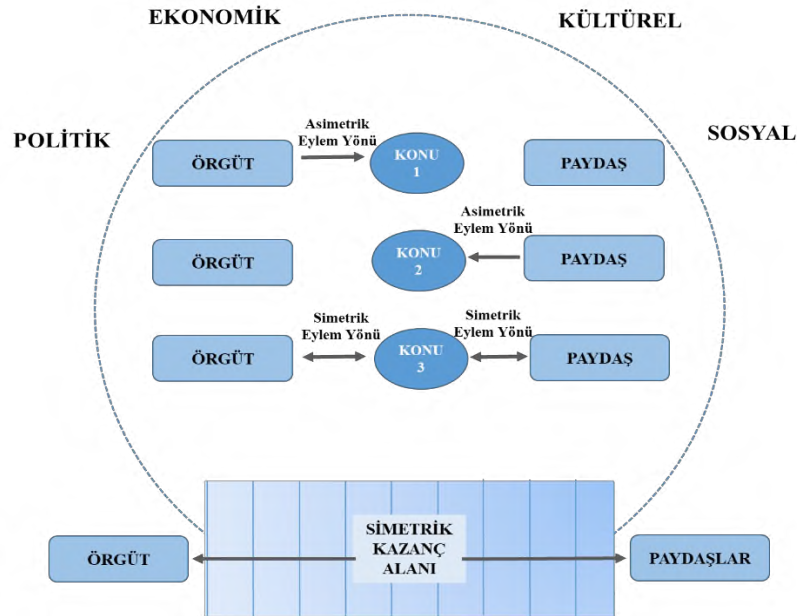 EKONOMİK
KÜLTÜREL
POLİTİK
SOSYAL
ÖRGÜT
Asimetrik
Eylem Yönü
KONU
1
PAYDAŞ
ÖRGÜT
KONU
2
Asimetrik
Eylem Yönü
PAYDAŞ
ÖRGÜT
Simetrik
Eylem Yönü
KONU
3
Simetrik
Eylem Yönü
PAYDAŞ
ÖRGÜT
SİMETRİK
KAZANÇ
ALANI
PAYDAŞLAR